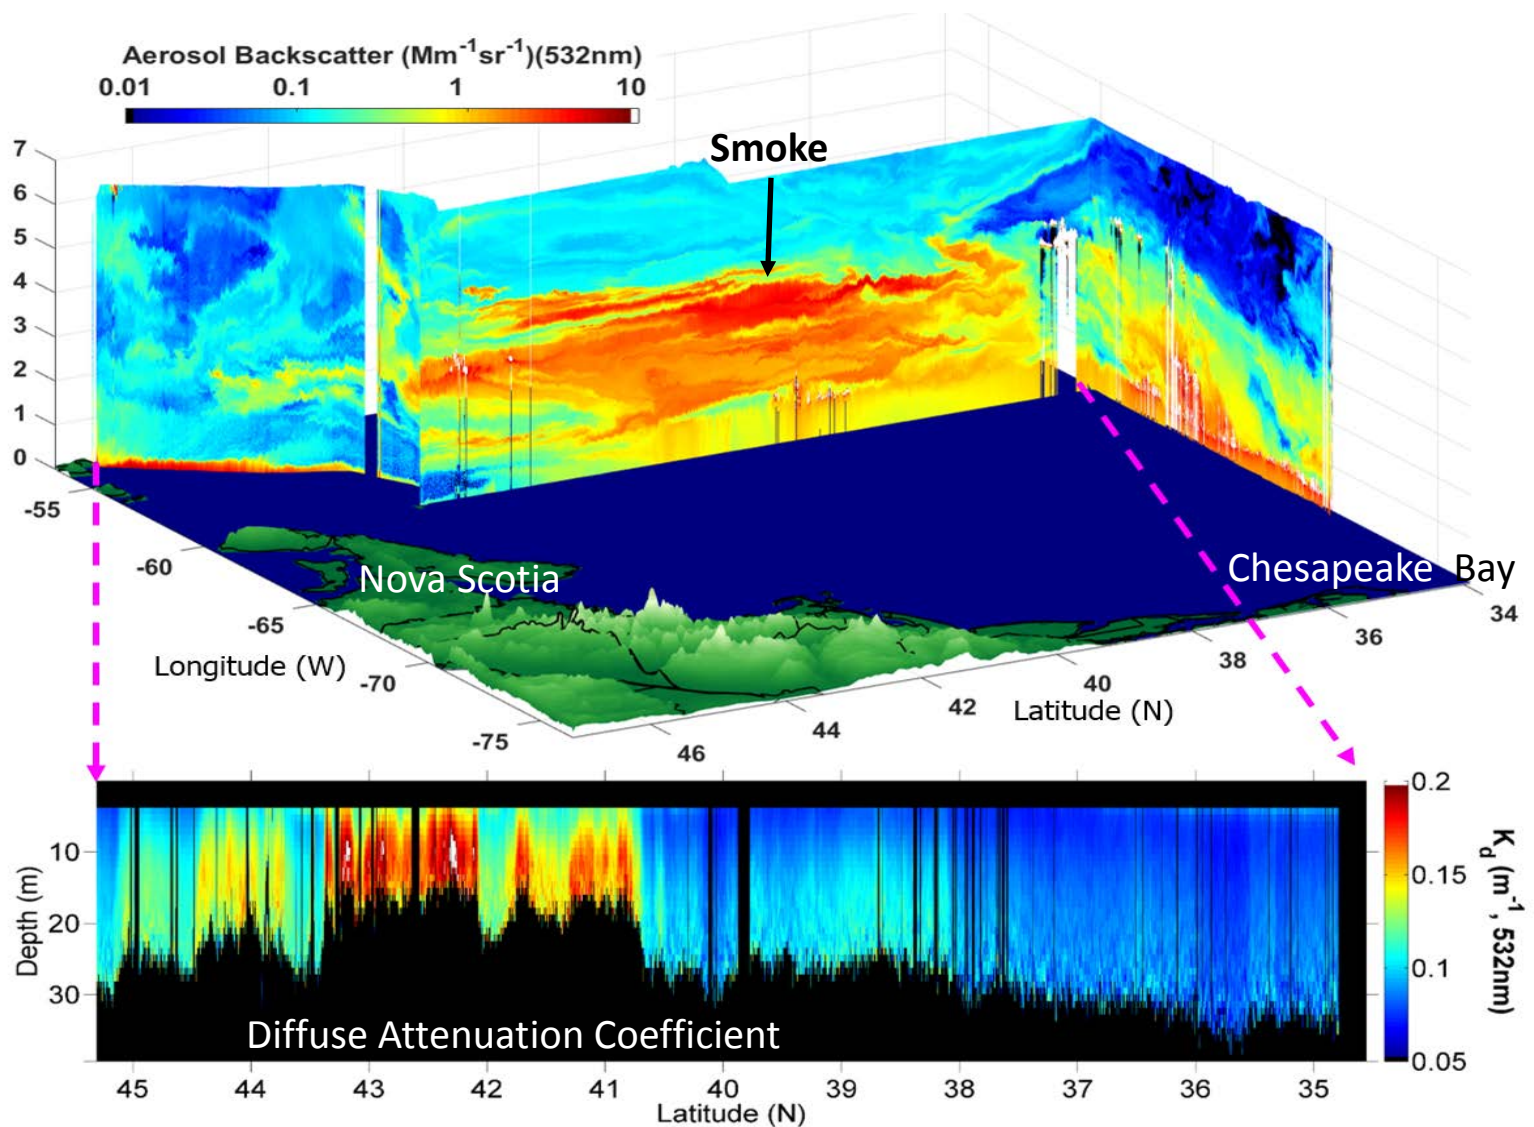 Aerosol Backscatter (Mm⁻¹sr⁻¹)(532nm)
0.01 0.1 1 10
Smoke
7
6
5
4
3
2
1
0
-55
-60
-65
-70
-75
Longitude (W)
Nova Scotia
Chesapeake Bay
34
36
38
40
42
44
46
Latitude (N)
10
20
30
Depth (m)
Diffuse Attenuation Coefficient
45 44 43 42 41 40 39 38 37 36 35
Latitude (N)
0.2
0.15
0.1
0.05
K_d (m⁻¹, 532nm)